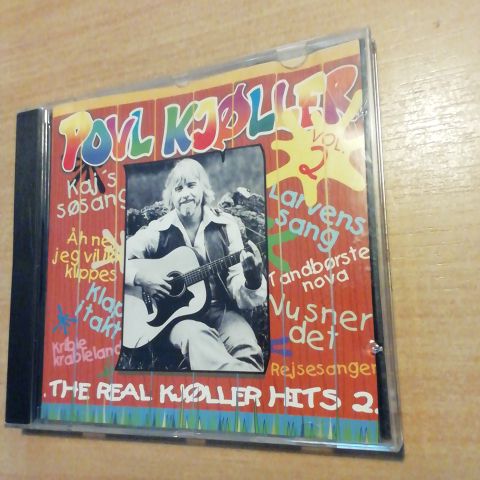 POVL KJØLLER
VOL.
2
Kaj's
søsang
Åh nej
jeg vil
klippes
Klap
i takt
Krible
krableland
Larvens
sang
Tandbørste
nova
Vu sner
det
Rejsesangen
THE REAL KJØLLER HITS 2.